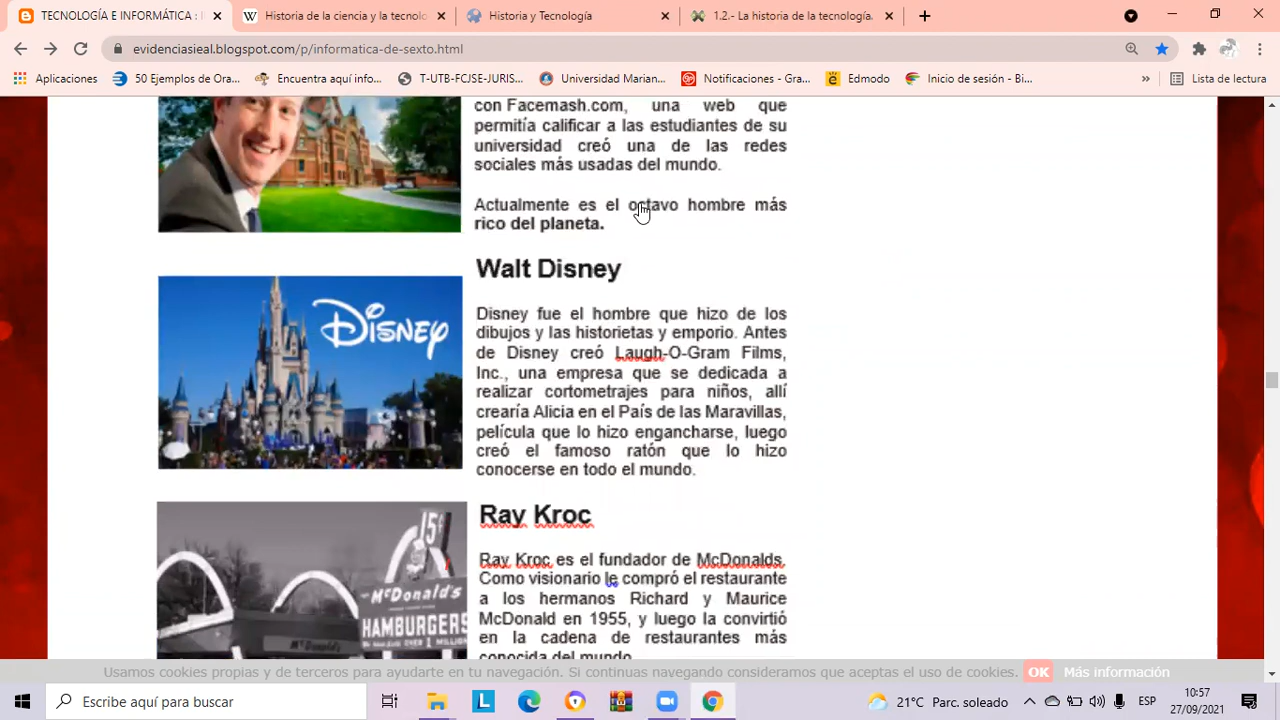 TECNOLOGÍA E INFORMÁTICA : I
Historia de la ciencia y la tecnol
Historia y Tecnología
1.2.- La historia de la tecnología.
evidenciasieal.blogspot.com/p/informatica-de-sexto.html
Aplicaciones
50 Ejemplos de Ora...
Encuentra aquí info...
T-UTB-FCJSE-JURIS...
Universidad Marian...
Notificaciones - Gra...
Edmodo
Inicio de sesión - Bi...
»
Lista de lectura
con Facemash.com, una web que
permitía calificar a las estudiantes de su
universidad creó una de las redes
sociales más usadas del mundo.
Actualmente es el octavo hombre más
rico del planeta.
Disney
Walt Disney
Disney fue el hombre que hizo de los
dibujos y las historietas y emporio. Antes
de Disney creó Laugh-O-Gram Films,
Inc., una empresa que se dedicada a
realizar cortometrajes para niños, allí
crearía Alicia en el País de las Maravillas,
película que lo hizo engancharse, luego
creó el famoso ratón que lo hizo
conocerse en todo el mundo.
15¢
McDonald's
HAMBURGERS
Ray Kroc
Ray Kroc es el fundador de McDonalds.
Como visionario le compró el restaurante
a los hermanos Richard y Maurice
McDonald en 1955, y luego la convirtió
en la cadena de restaurantes más
conocida del mundo
Usamos cookies propias y de terceros para ayudarte en tu navegación. Si continuas navegando consideramos que aceptas el uso de cookies. OK Más información
Escribe aquí para buscar
21°C Parc. soleado
ESP
10:57
27/09/2021